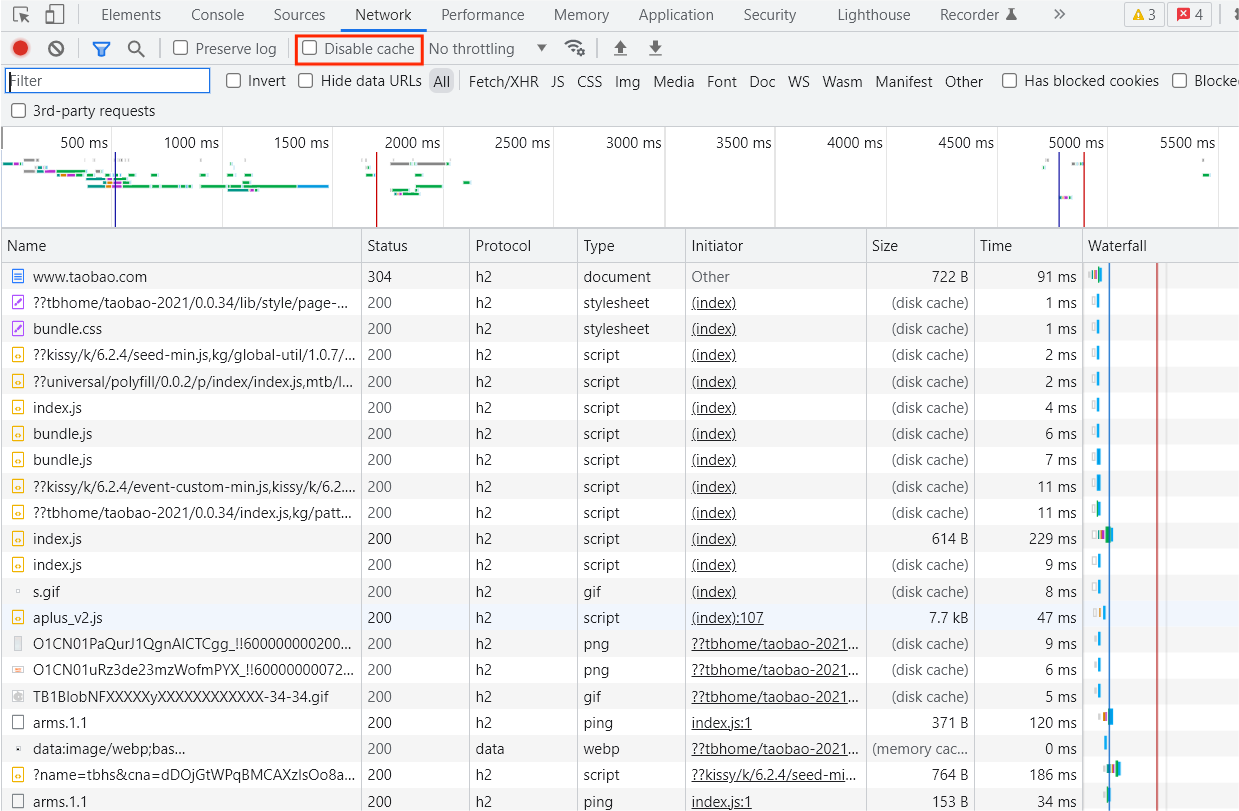 Elements Console Sources Network Performance Memory Application Security Lighthouse Recorder 3 4
Preserve log Disable cache No throttling
Filter Invert Hide data URLs All Fetch/XHR JS CSS Img Media Font Doc WS Wasm Manifest Other Has blocked cookies Blocke
3rd-party requests
500 ms 1000 ms 1500 ms 2000 ms 2500 ms 3000 ms 3500 ms 4000 ms 4500 ms 5000 ms 5500 ms
Name Status Protocol Type Initiator Size Time Waterfall
www.taobao.com 304 h2 document Other 722 B 91 ms
??tbhome/taobao-2021/0.0.34/lib/style/page-... 200 h2 stylesheet (index) (disk cache) 1 ms
bundle.css 200 h2 stylesheet (index) (disk cache) 1 ms
??kissy/k/6.2.4/seed-min.js,kg/global-util/1.0.7/... 200 h2 script (index) (disk cache) 2 ms
??universal/polyfill/0.0.2/p/index/index.js,mtb/l... 200 h2 script (index) (disk cache) 2 ms
index.js 200 h2 script (index) (disk cache) 4 ms
bundle.js 200 h2 script (index) (disk cache) 6 ms
bundle.js 200 h2 script (index) (disk cache) 7 ms
??kissy/k/6.2.4/event-custom-min.js,kissy/k/6.2.... 200 h2 script (index) (disk cache) 11 ms
??tbhome/taobao-2021/0.0.34/index.js,kg/patt... 200 h2 script (index) (disk cache) 11 ms
index.js 200 h2 script (index) 614 B 229 ms
index.js 200 h2 script (index) (disk cache) 9 ms
s.gif 200 h2 gif (index) (disk cache) 8 ms
aplus_v2.js 200 h2 script (index):107 7.7 kB 47 ms
O1CN01PaQurJ1QgnAlCTCgg_!!600000000200... 200 h2 png ??tbhome/taobao-2021... (disk cache) 9 ms
O1CN01uRz3de23mzWofmPYX_!!60000000072... 200 h2 png ??tbhome/taobao-2021... (disk cache) 6 ms
TB1BlobNFXXXXXyXXXXXXXXXXXX-34-34.gif 200 h2 gif ??tbhome/taobao-2021... (disk cache) 5 ms
arms.1.1 200 h2 ping index.js:1 371 B 120 ms
data:image/webp;bas... 200 data webp ??tbhome/taobao-2021... (memory cac... 0 ms
?name=tbhs&cna=dDOjGtWPqBMCAXzlsOo8a... 200 h2 script ??kissy/k/6.2.4/seed-mi... 764 B 186 ms
arms.1.1 200 h2 ping index.js:1 153 B 34 ms